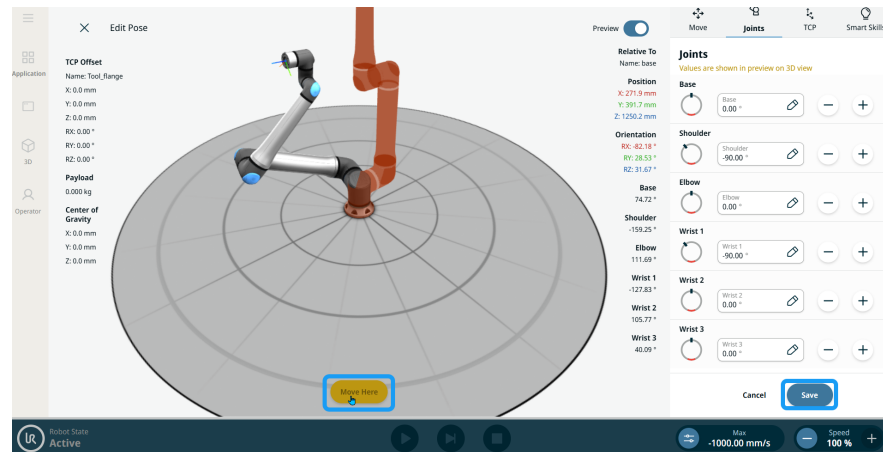 Edit Pose
Preview
Move
Joints
TCP
Smart Skills
Application
3D
Operator
TCP Offset
Name: Tool_flange
X: 0.0 mm
Y: 0.0 mm
Z: 0.0 mm
RX: 0.00 °
RY: 0.00 °
RZ: 0.00 °
Payload
0.000 kg
Center of
Gravity
X: 0.0 mm
Y: 0.0 mm
Z: 0.0 mm
Relative To
Name: base
Position
X: 271.9 mm
Y: 391.7 mm
Z: 1250.2 mm
Orientation
RX: -82.18 °
RY: 28.53 °
RZ: 31.67 °
Base
74.72 °
Shoulder
-159.25 °
Elbow
111.69 °
Wrist 1
-127.83 °
Wrist 2
105.77 °
Wrist 3
40.09 °
Joints
Values are shown in preview on 3D view
Base
Base
0.00 °
Shoulder
Shoulder
-90.00 °
Elbow
Elbow
0.00 °
Wrist 1
Wrist 1
-90.00 °
Wrist 2
Wrist 2
0.00 °
Wrist 3
Wrist 3
0.00 °
Move Here
Cancel
Save
UR
Robot State
Active
Max
-1000.00 mm/s
Speed
100 %